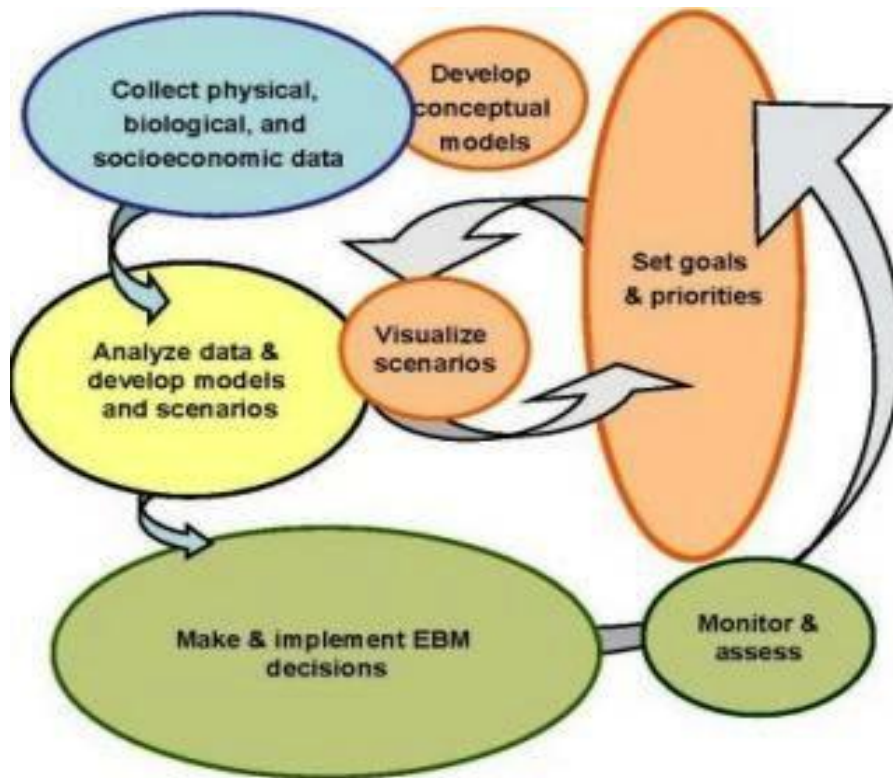 Collect physical,
biological, and
socioeconomic data
Develop
conceptual
models
Set goals
& priorities
Visualize
scenarios
Analyze data &
develop models
and scenarios
Make & implement EBM
decisions
Monitor &
assess